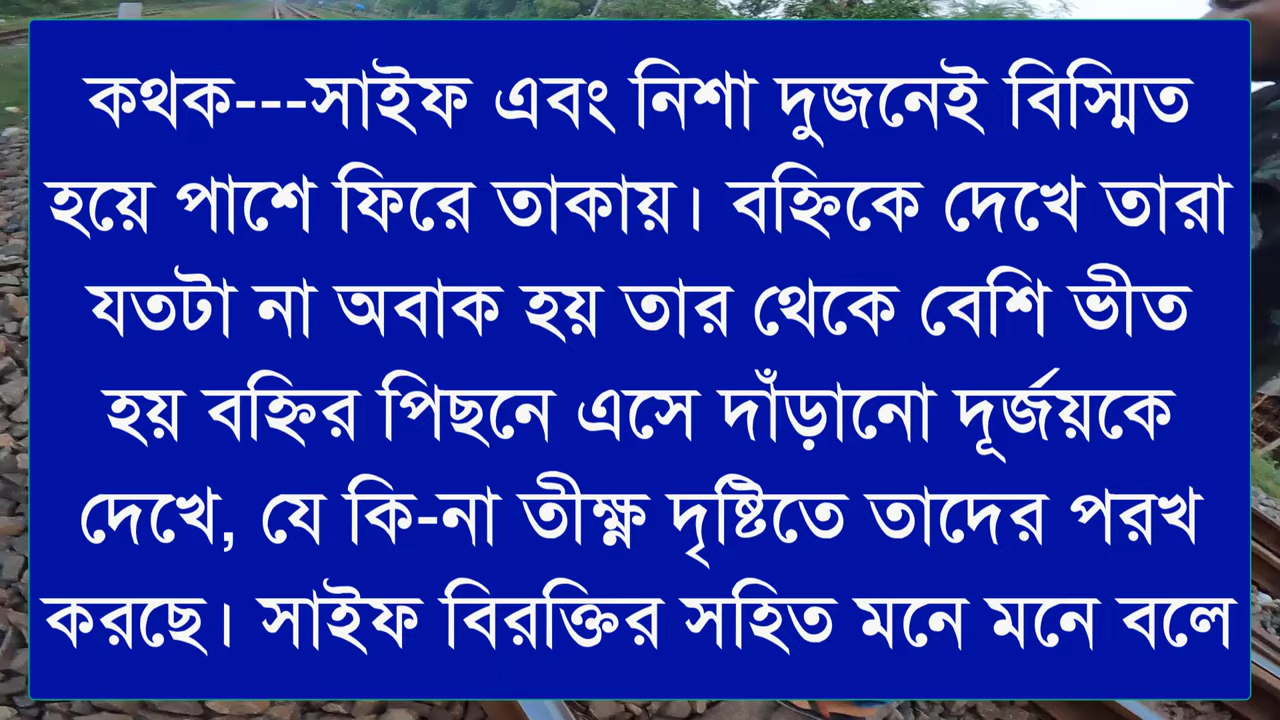 কথক---সাইফ এবং নিশা দুজনেই বিস্মিত
হয়ে পাশে ফিরে তাকায়। বহ্নিকে দেখে তারা
যতটা না অবাক হয় তার থেকে বেশি ভীত
হয় বহ্নির পিছনে এসে দাঁড়ানো দূর্জয়কে
দেখে, যে কি-না তীক্ষ্ণ দৃষ্টিতে তাদের পরখ
করছে। সাইফ বিরক্তির সহিত মনে মনে বলে